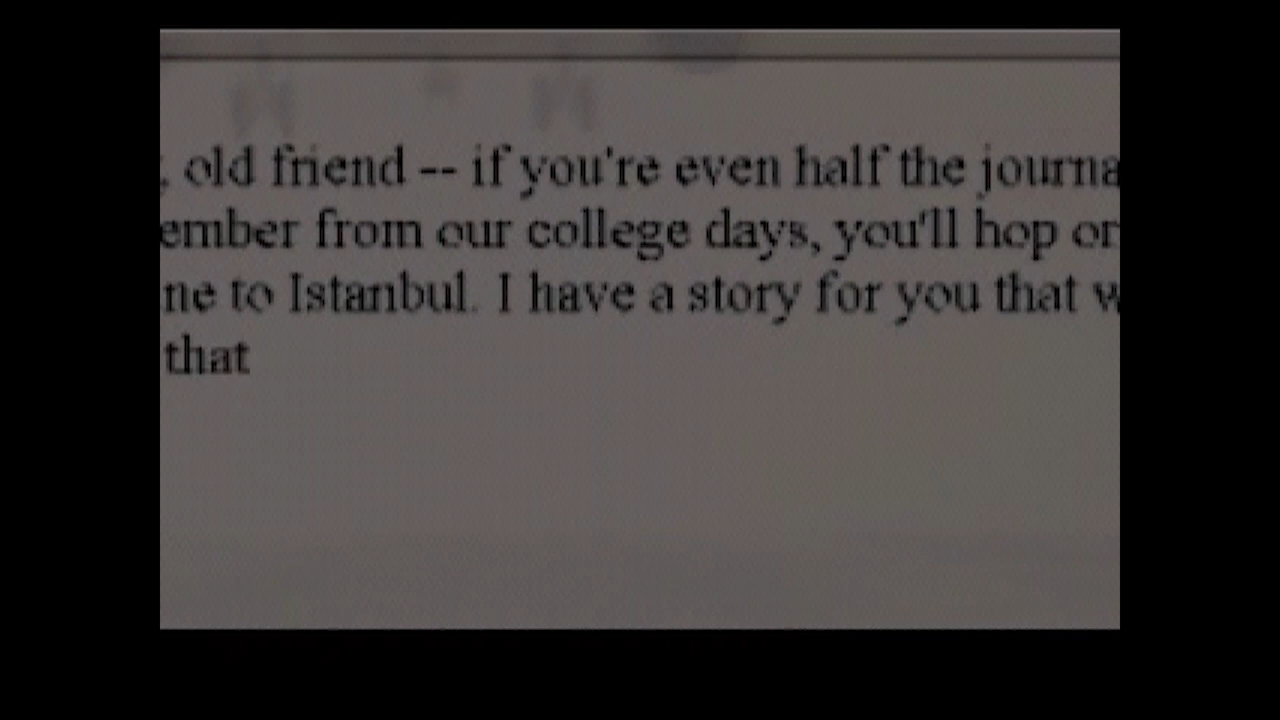 , old friend -- if you're even half the journa
ember from our college days, you'll hop or
ne to Istanbul. I have a story for you that w
that